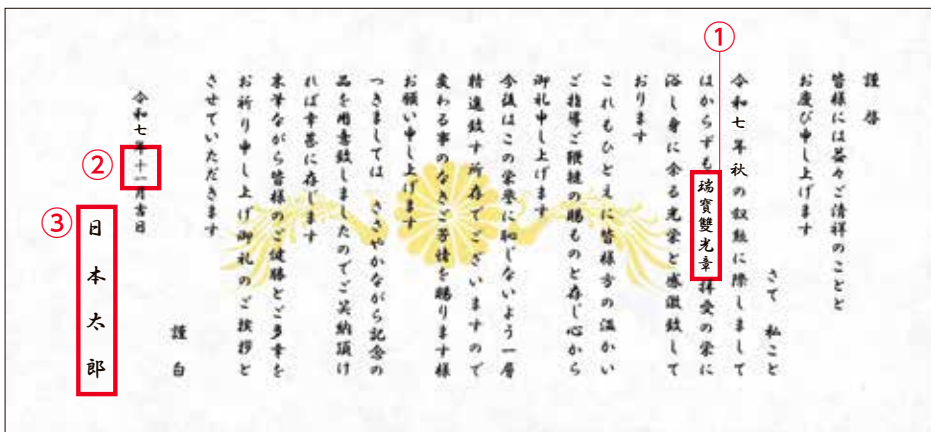 謹啓
皆様には益々ご清祥のことと
お慶び申し上げます
さて 私こと
令和七年秋の叙勲に際しまして
①
はからずも瑞寳雙光章拝受の栄に
浴し身に余る光栄と感激致して
おります
これもひとえに皆様方の温かい
ご指導ご鞭撻の賜ものと存じ心から
御礼申し上げます
今後はこの栄誉に恥じないよう一層
精進致す所存でございますので
変わる事のなきご芳情を賜ります様
お願い申し上げます
つきましては ささやかながら記念の
品を用意致しましたのでご笑納頂け
れば幸甚に存じます
末筆ながら皆様のご健勝とご多幸を
お祈り申し上げ御礼のご挨拶と
させていただきます
謹白
②
令和七年十一月吉日
③
日本太郎